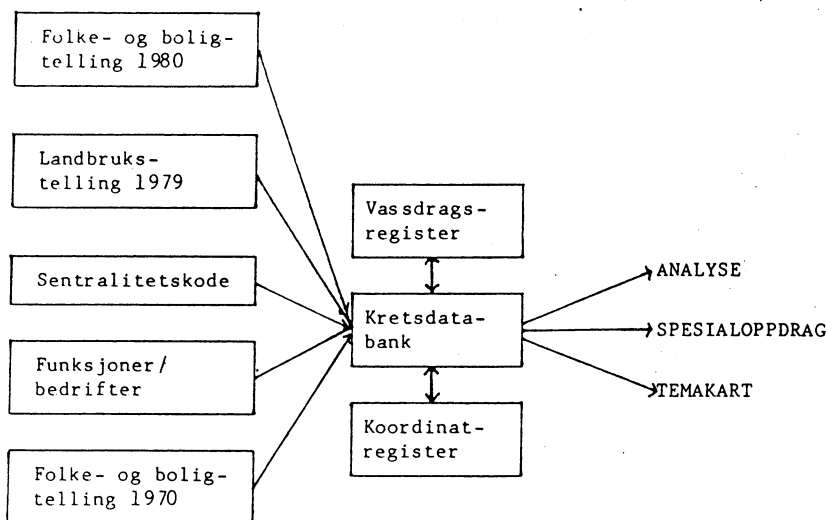 Folke- og bolig-
telling 1980
Landbruks-
telling 1979
Sentralitetskode
Funksjoner/
bedrifter
Folke- og bolig-
telling 1970
Vassdrags-
register
Kretsdata-
bank
Koordinat-
register
ANALYSE
SPESIALOPPDRAG
TEMAKART